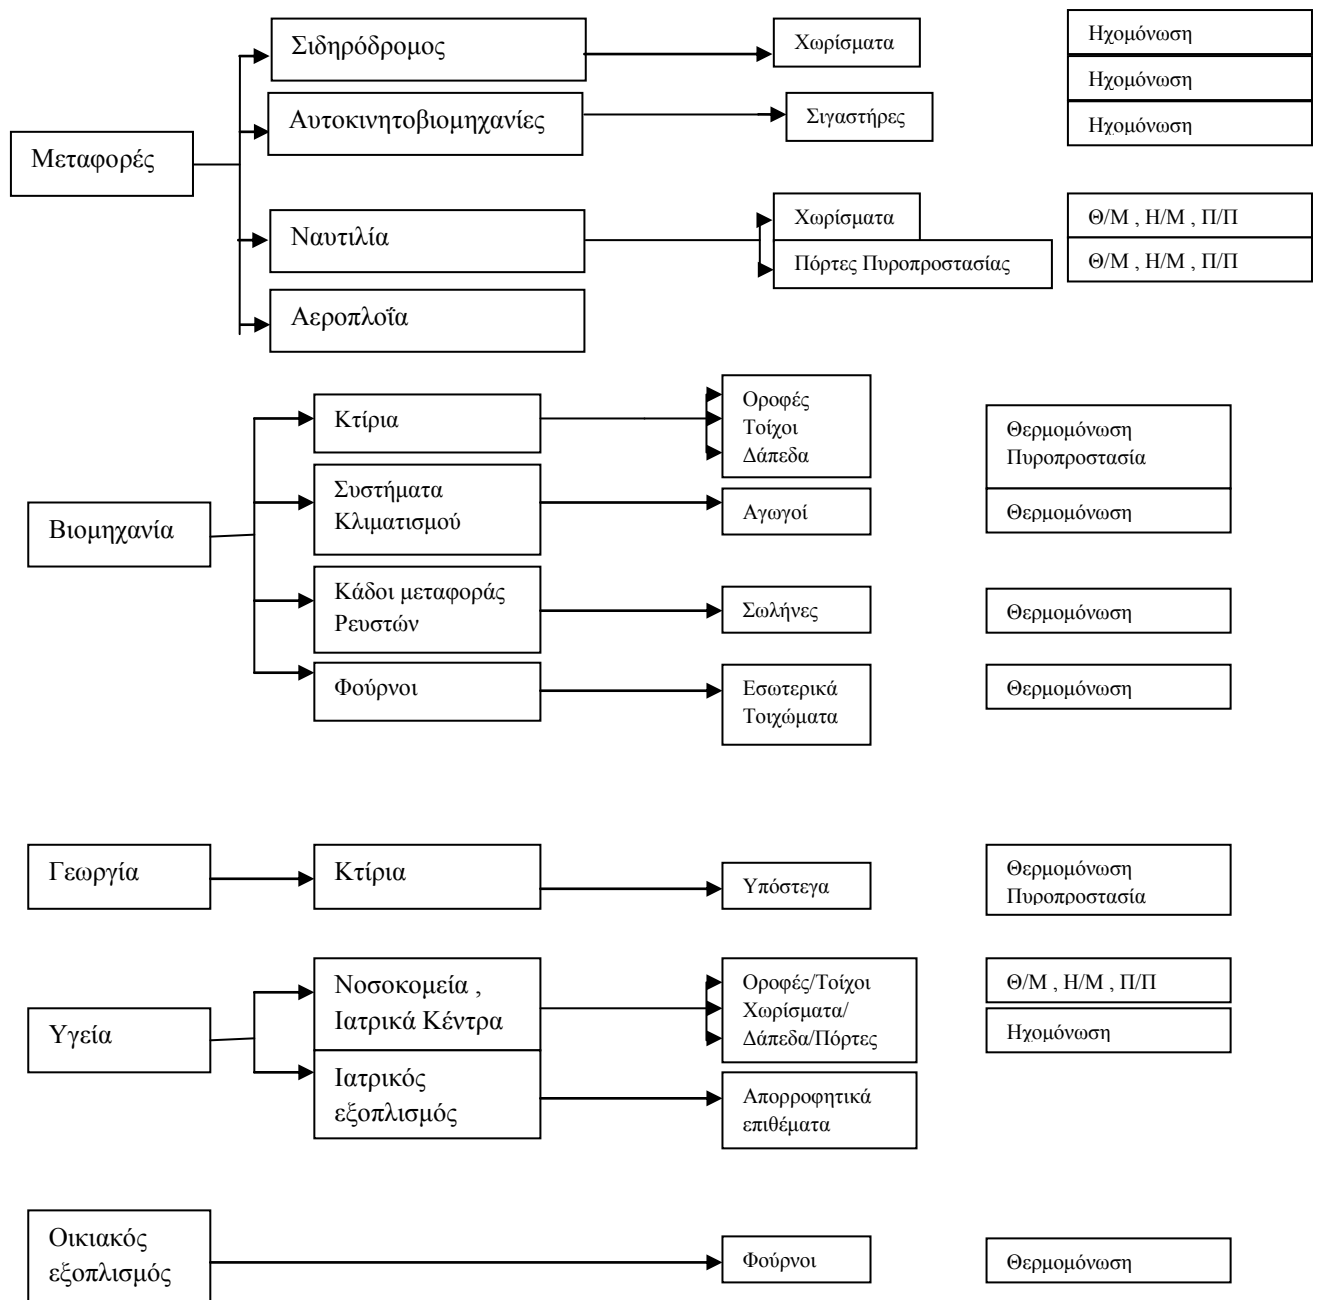 Σιδηρόδρομος
Χωρίσματα
Ηχομόνωση
Ηχομόνωση
Αυτοκινητοβιομηχανίες
Σιγαστήρες
Ηχομόνωση
Μεταφορές
Ναυτιλία
Χωρίσματα
Θ/Μ , Η/Μ , Π/Π
Πόρτες Πυροπροστασίας
Θ/Μ , Η/Μ , Π/Π
Αεροπλοΐα
Κτίρια
Οροφές
Τοίχοι
Δάπεδα
Θερμομόνωση
Πυροπροστασία
Βιομηχανία
Συστήματα
Κλιματισμού
Αγωγοί
Θερμομόνωση
Κάδοι μεταφοράς
Ρευστών
Σωλήνες
Θερμομόνωση
Φούρνοι
Εσωτερικά
Τοιχώματα
Θερμομόνωση
Γεωργία
Κτίρια
Υπόστεγα
Θερμομόνωση
Πυροπροστασία
Υγεία
Νοσοκομεία ,
Ιατρικά Κέντρα
Οροφές/Τοίχοι
Χωρίσματα/
Δάπεδα/Πόρτες
Θ/Μ , Η/Μ , Π/Π
Ηχομόνωση
Ιατρικός
εξοπλισμός
Απορροφητικά
επιθέματα
Οικιακός
εξοπλισμός
Φούρνοι
Θερμομόνωση